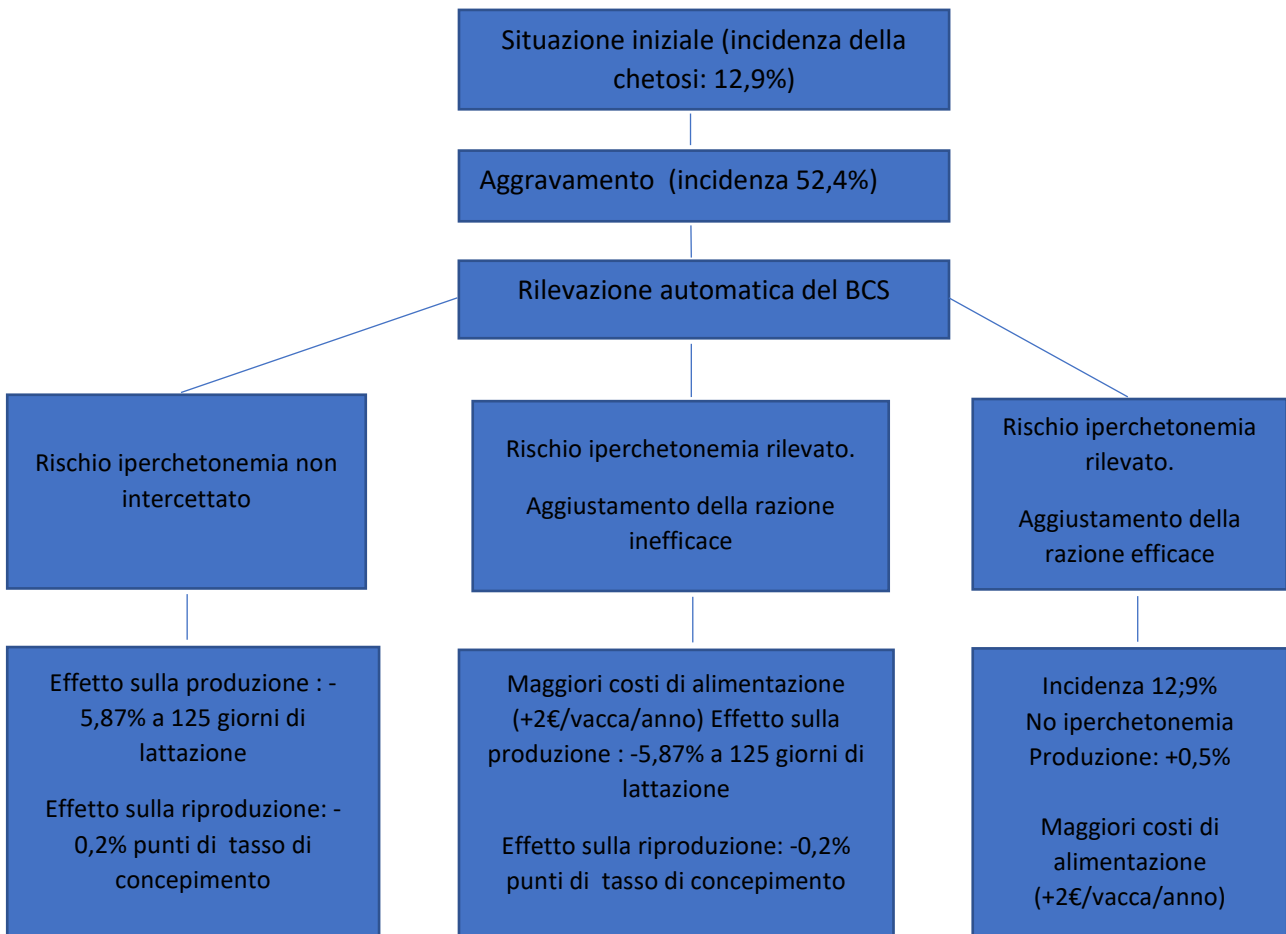 Situazione iniziale (incidenza della
chetosi: 12,9%)
Aggravamento (incidenza 52,4%)
Rilevazione automatica del BCS
Rischio iperchetonemia non
intercettato
Rischio iperchetonemia rilevato.
Aggiustamento della razione
inefficace
Rischio iperchetonemia
rilevato.
Aggiustamento della
razione efficace
Effetto sulla produzione : -
5,87% a 125 giorni di
lattazione
Effetto sulla riproduzione: -
0,2% punti di tasso di
concepimento
Maggiori costi di alimentazione
(+2€/vacca/anno) Effetto sulla
produzione : -5,87% a 125 giorni di
lattazione
Effetto sulla riproduzione: -0,2%
punti di tasso di concepimento
Incidenza 12;9%
No iperchetonemia
Produzione: +0,5%
Maggiori costi di
alimentazione
(+2€/vacca/anno)